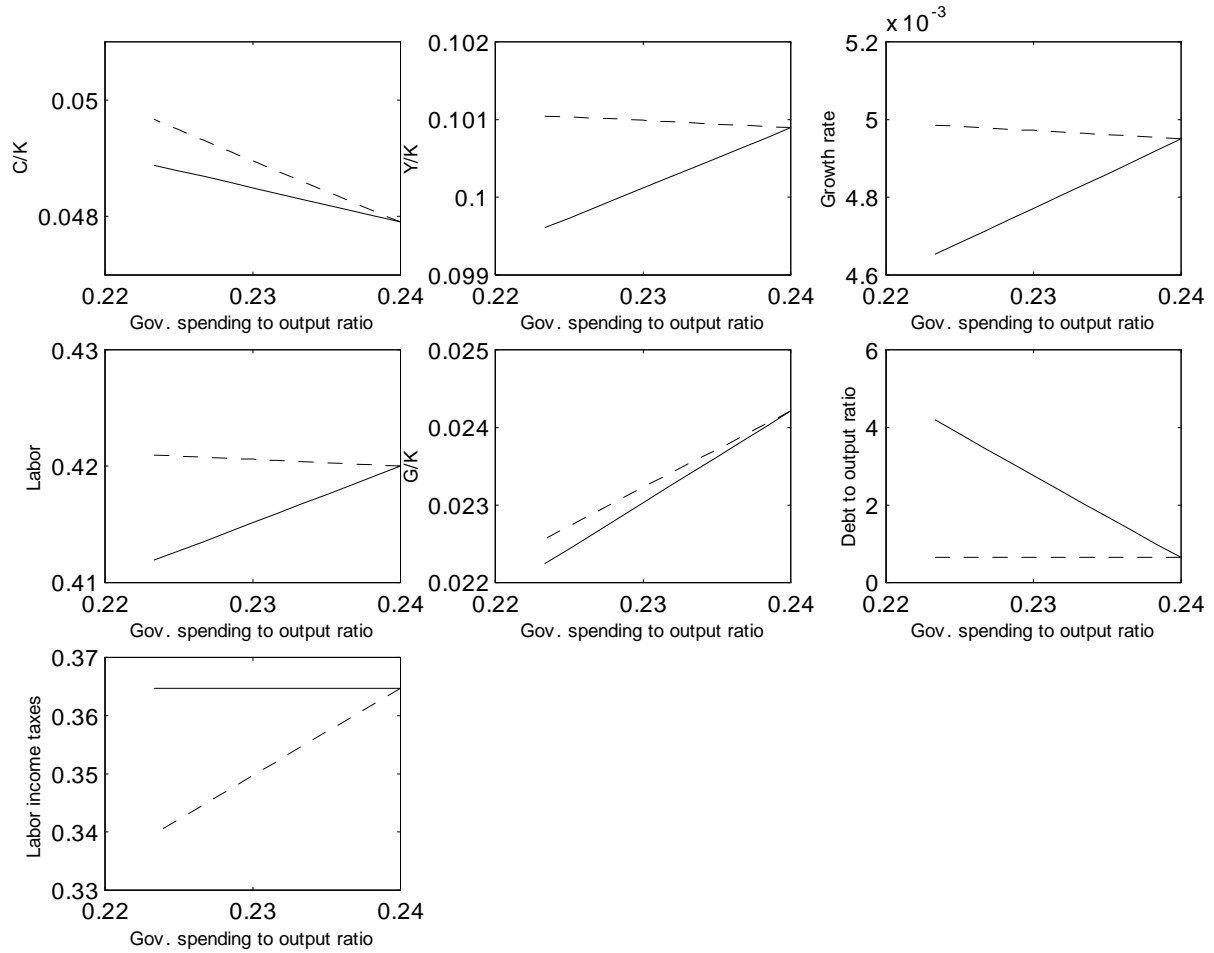 x 10-3
0.05
0.048
C/K
0.22 0.23 0.24
Gov. spending to output ratio
0.102
0.101
0.1
0.099
Y/K
0.22 0.23 0.24
Gov. spending to output ratio
5.2
5
4.8
4.6
Growth rate
0.22 0.23 0.24
Gov. spending to output ratio
0.43
0.42
0.41
Labor
0.22 0.23 0.24
Gov. spending to output ratio
0.025
0.024
0.023
0.022
G/K
0.22 0.23 0.24
Gov. spending to output ratio
6
4
2
0
Debt to output ratio
0.22 0.23 0.24
Gov. spending to output ratio
0.37
0.36
0.35
0.34
0.33
Labor income taxes
0.22 0.23 0.24
Gov. spending to output ratio